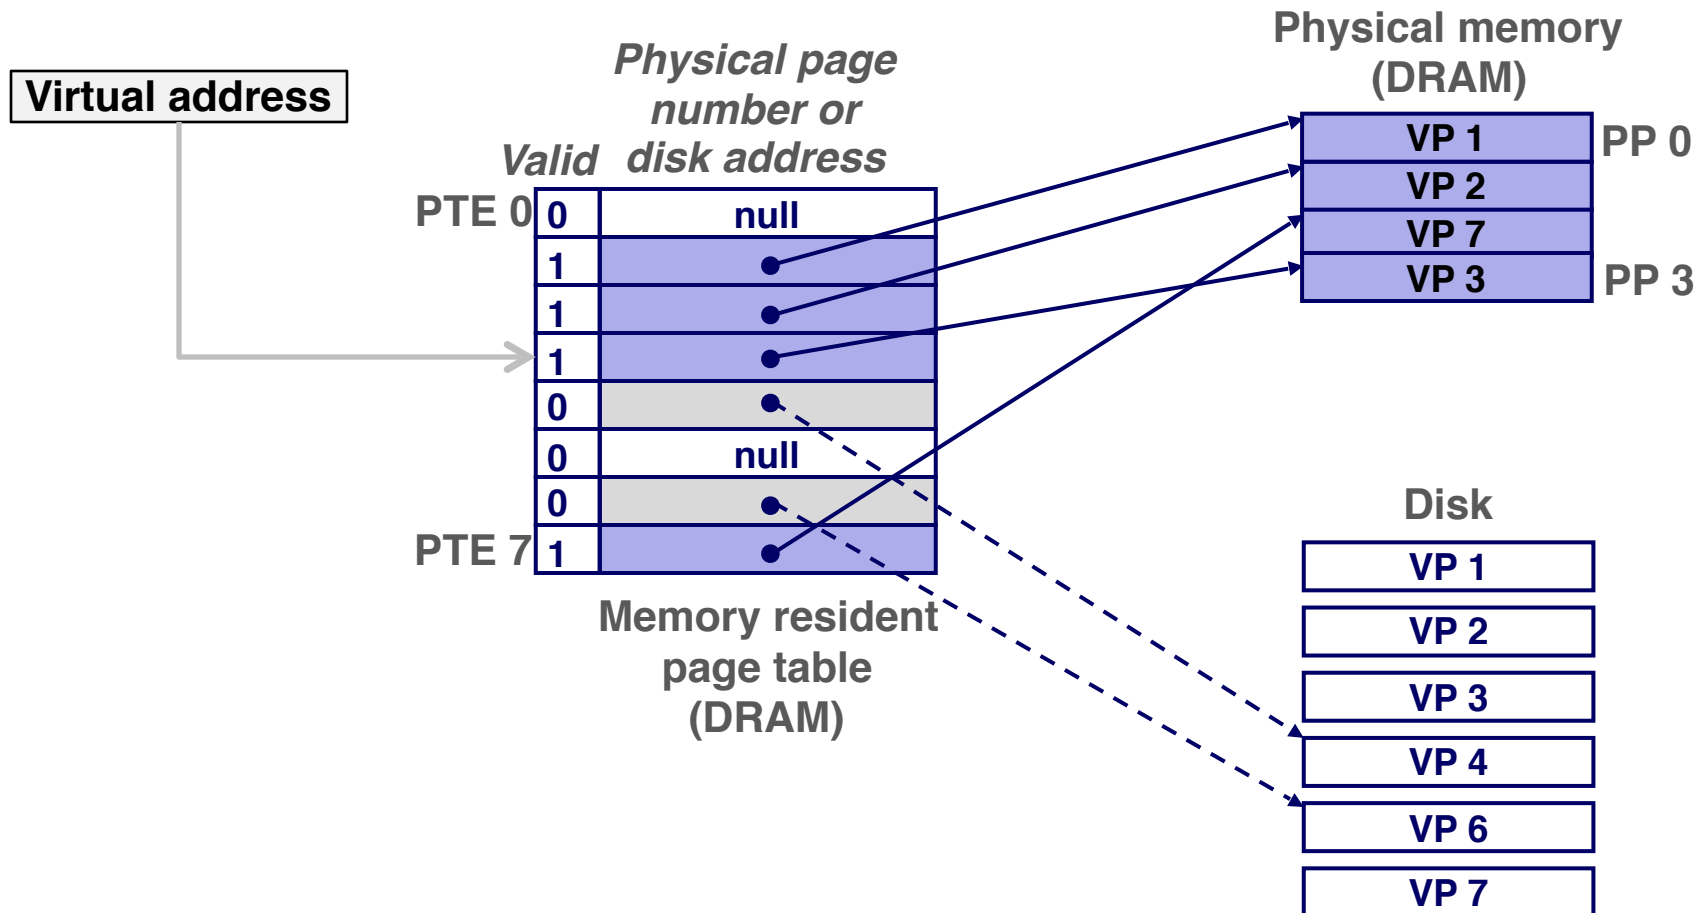 Virtual address
Physical page
number or
disk address
Valid
PTE 0
0 null
1
1
1
0
0 null
0
PTE 7
1
Memory resident
page table
(DRAM)
Physical memory
(DRAM)
VP 1
PP 0
VP 2
VP 7
VP 3
PP 3
Disk
VP 1
VP 2
VP 3
VP 4
VP 6
VP 7